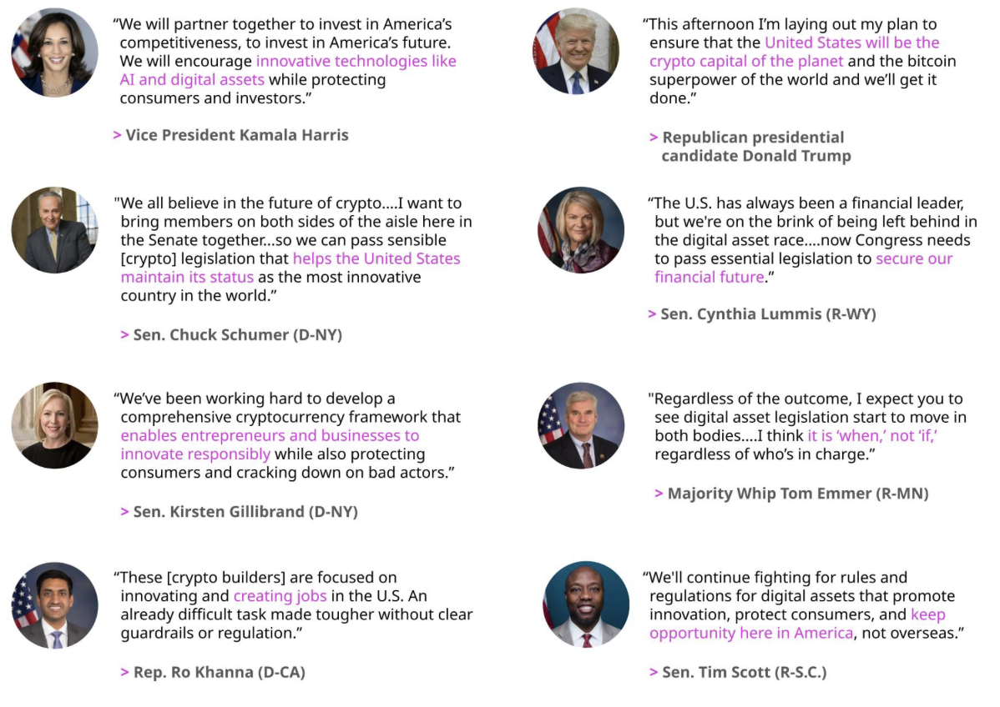 “We will partner together to invest in America’s
competitiveness, to invest in America’s future.
We will encourage innovative technologies like
AI and digital assets while protecting
consumers and investors.”
> Vice President Kamala Harris
“This afternoon I’m laying out my plan to
ensure that the United States will be the
crypto capital of the planet and the bitcoin
superpower of the world and we’ll get it
done.”
> Republican presidential
candidate Donald Trump
"We all believe in the future of crypto....I want to
bring members on both sides of the aisle here in
the Senate together...so we can pass sensible
[crypto] legislation that helps the United States
maintain its status as the most innovative
country in the world.”
> Sen. Chuck Schumer (D-NY)
“The U.S. has always been a financial leader,
but we're on the brink of being left behind in
the digital asset race....now Congress needs
to pass essential legislation to secure our
financial future.”
> Sen. Cynthia Lummis (R-WY)
“We’ve been working hard to develop a
comprehensive cryptocurrency framework that
enables entrepreneurs and businesses to
innovate responsibly while also protecting
consumers and cracking down on bad actors.”
> Sen. Kirsten Gillibrand (D-NY)
"Regardless of the outcome, I expect you to
see digital asset legislation start to move in
both bodies....I think it is ‘when,’ not ‘if,’
regardless of who’s in charge.”
> Majority Whip Tom Emmer (R-MN)
“These [crypto builders] are focused on
innovating and creating jobs in the U.S. An
already difficult task made tougher without clear
guardrails or regulation.”
> Rep. Ro Khanna (D-CA)
“We'll continue fighting for rules and
regulations for digital assets that promote
innovation, protect consumers, and keep
opportunity here in America, not overseas.”
> Sen. Tim Scott (R-S.C.)